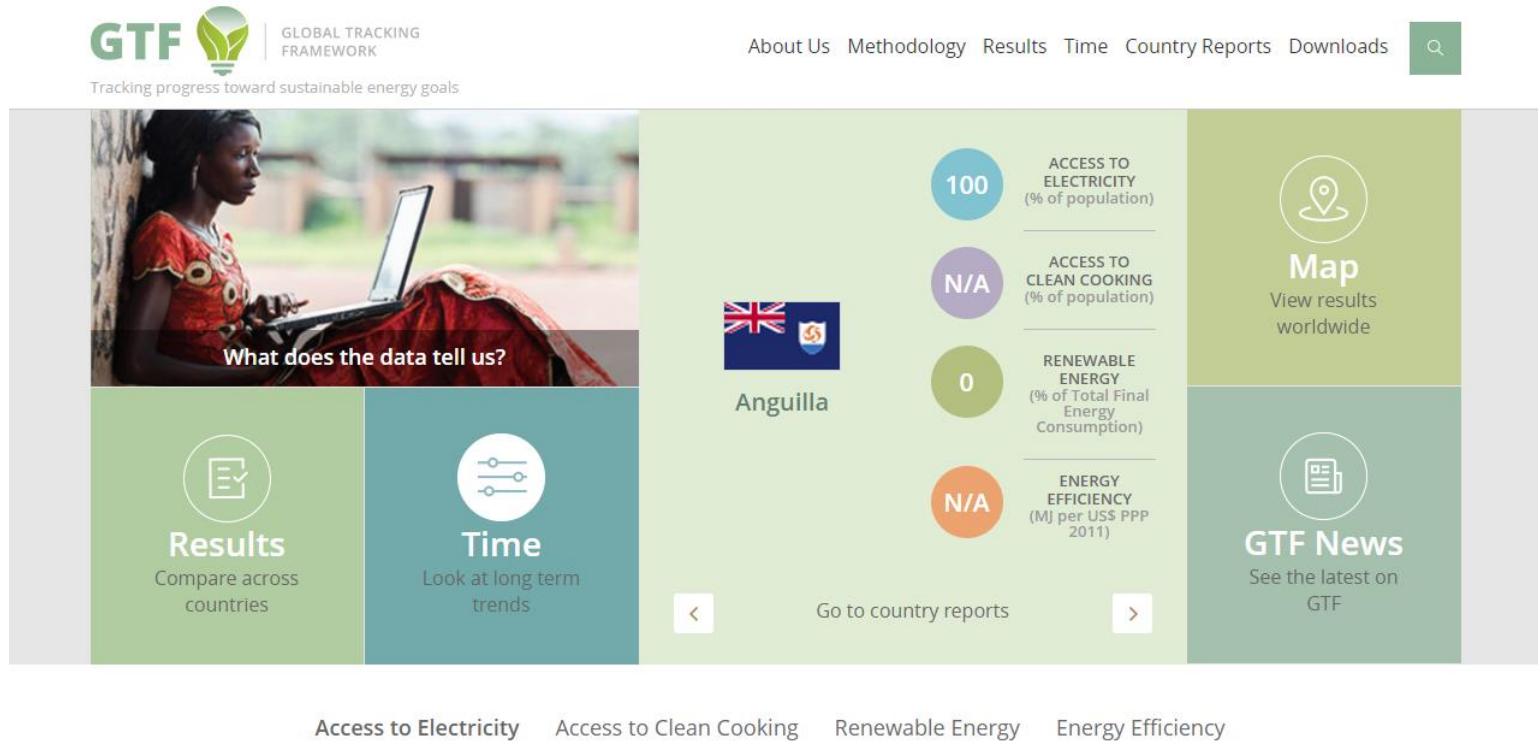 GTF
GLOBAL TRACKING
FRAMEWORK
Tracking progress toward sustainable energy goals
About Us Methodology Results Time Country Reports Downloads
What does the data tell us?
Results
Compare across
countries
Time
Look at long term
trends
Anguilla
100
ACCESS TO
ELECTRICITY
(% of population)
N/A
ACCESS TO
CLEAN COOKING
(% of population)
0
RENEWABLE
ENERGY
(% of Total Final
Energy
Consumption)
N/A
ENERGY
EFFICIENCY
(MJ per US$ PPP
2011)
Go to country reports
Map
View results
worldwide
GTF News
See the latest on
GTF
Access to Electricity Access to Clean Cooking Renewable Energy Energy Efficiency